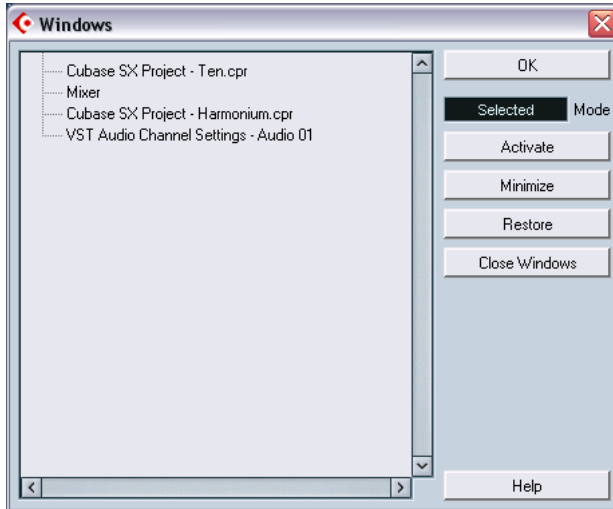 Windows
Cubase SX Project - Ten.cpr
Mixer
Cubase SX Project - Harmonium.cpr
VST Audio Channel Settings - Audio 01
OK
Selected Mode
Activate
Minimize
Restore
Close Windows
Help